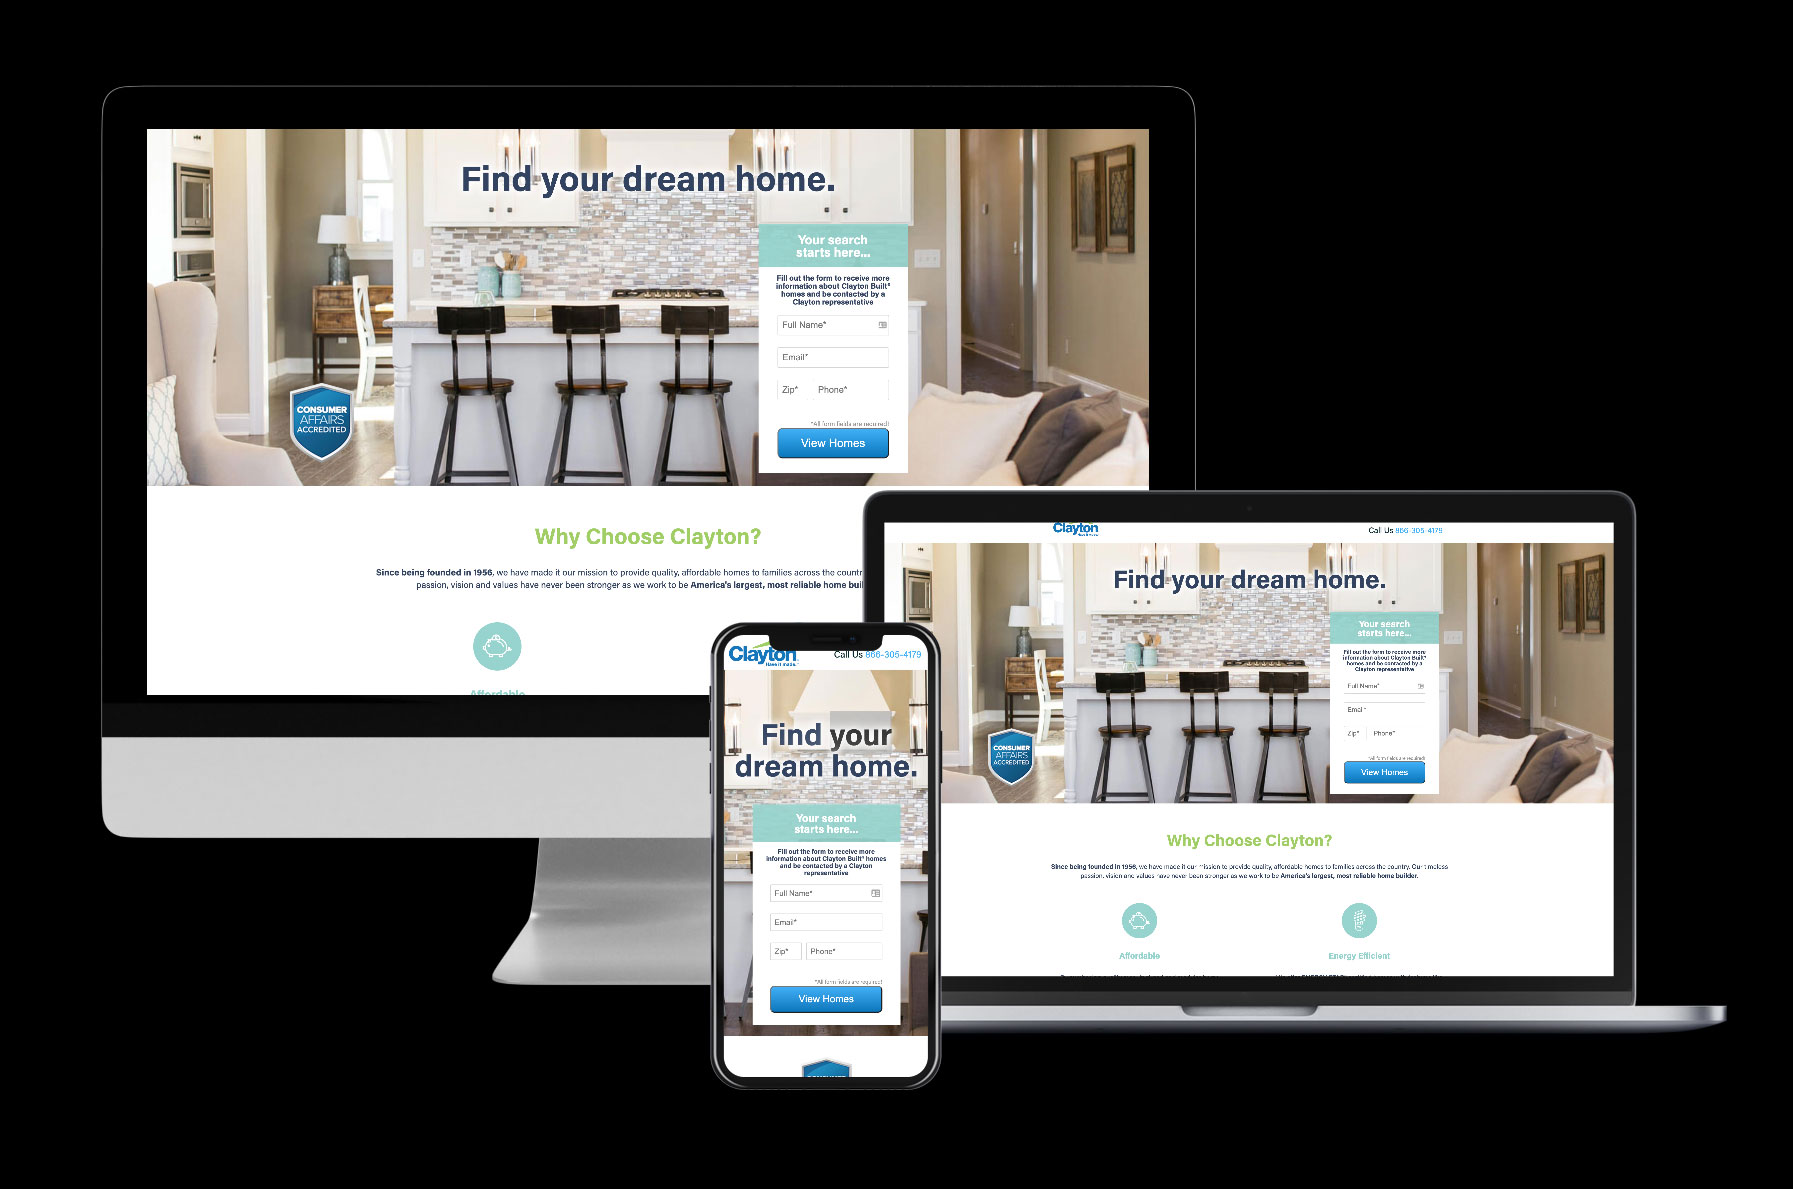 Find your dream home.
Your search
starts here...
Fill out the form to receive more
information about Clayton Built®
homes and be contacted by a
Clayton representative
Full Name*
Email*
Zip* Phone*
*All form fields are required!
View Homes
CONSUMER
AFFAIRS
ACCREDITED
Why Choose Clayton?
Since being founded in 1956, we have made it our mission to provide quality, affordable homes to families across the countr
passion, vision and values have never been stronger as we work to be America's largest, most reliable home buil
Affordable
Clayton
Have it made.
Call Us 866-305-4179
Find your
dream home.
Your search
starts here...
Fill out the form to receive more
information about Clayton Built® homes
and be contacted by a Clayton
representative
Full Name*
Email*
Zip* Phone*
*All form fields are required!
View Homes
Clayton
Call Us 866-305-4179
Find your dream home.
Your search
starts here...
Fill out the form to receive more
information about Clayton Built®
homes and be contacted by a
Clayton representative
Full Name*
Email*
Zip* Phone*
*All form fields are required!
View Homes
CONSUMER
AFFAIRS
ACCREDITED
Why Choose Clayton?
Since being founded in 1956, we have made it our mission to provide quality, affordable homes to families across the country. Our timeless
passion, vision and values have never been stronger as we work to be America's largest, most reliable home builder.
Affordable
Energy Efficient